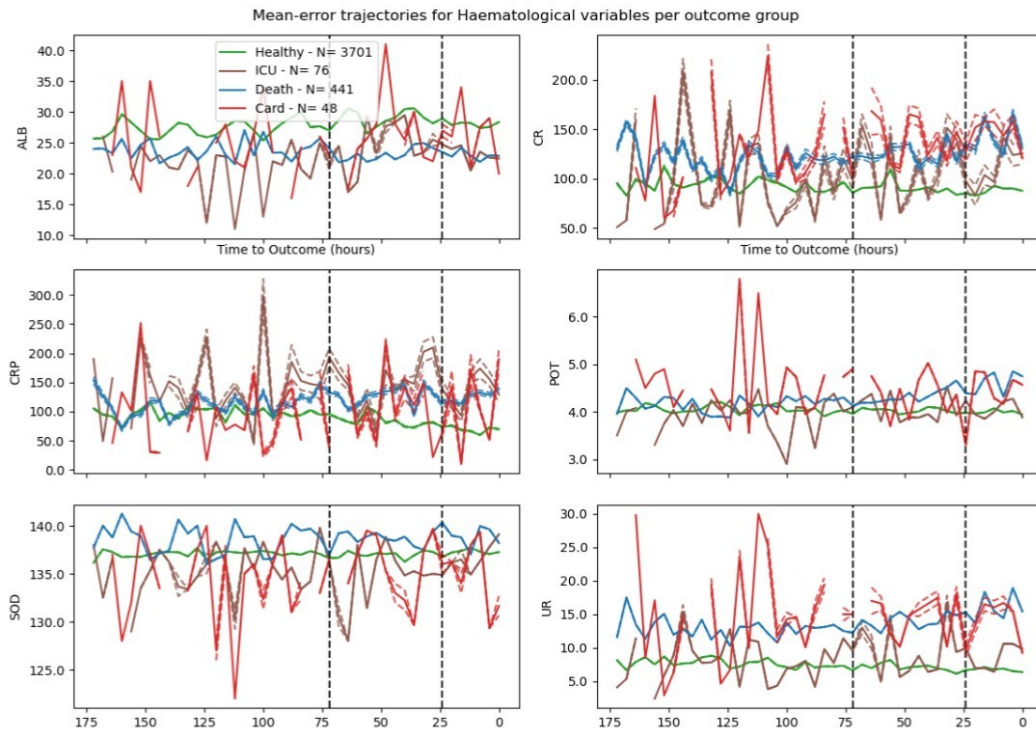 Mean-error trajectories for Haematological variables per outcome group
Healthy - N= 3701
ICU - N= 76
Death - N= 441
Card - N= 48
ALB
40.0
35.0
30.0
25.0
20.0
15.0
10.0
Time to Outcome (hours)
CR
200.0
150.0
100.0
50.0
Time to Outcome (hours)
CRP
300.0
250.0
200.0
150.0
100.0
50.0
0.0
POT
6.0
5.0
4.0
3.0
SOD
140.0
135.0
130.0
125.0
175 150 125 100 75 50 25 0
UR
30.0
25.0
20.0
15.0
10.0
5.0
175 150 125 100 75 50 25 0